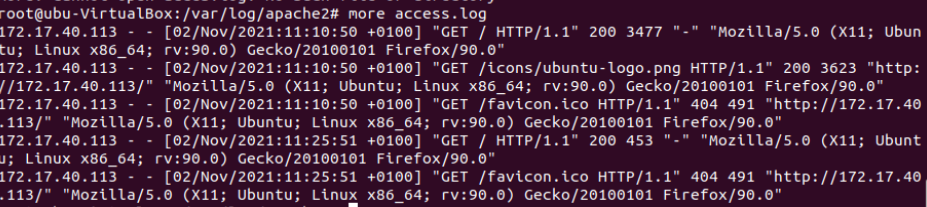 root@ubu-VirtualBox:/var/log/apache2# more access.log
172.17.40.113 - - [02/Nov/2021:11:10:50 +0100] "GET / HTTP/1.1" 200 3477 "-" "Mozilla/5.0 (X11; Ubun
tu; Linux x86_64; rv:90.0) Gecko/20100101 Firefox/90.0"
172.17.40.113 - - [02/Nov/2021:11:10:50 +0100] "GET /icons/ubuntu-logo.png HTTP/1.1" 200 3623 "http:
//172.17.40.113/" "Mozilla/5.0 (X11; Ubuntu; Linux x86_64; rv:90.0) Gecko/20100101 Firefox/90.0"
172.17.40.113 - - [02/Nov/2021:11:10:50 +0100] "GET /favicon.ico HTTP/1.1" 404 491 "http://172.17.40
.113/" "Mozilla/5.0 (X11; Ubuntu; Linux x86_64; rv:90.0) Gecko/20100101 Firefox/90.0"
172.17.40.113 - - [02/Nov/2021:11:25:51 +0100] "GET / HTTP/1.1" 200 453 "-" "Mozilla/5.0 (X11; Ubunt
u; Linux x86_64; rv:90.0) Gecko/20100101 Firefox/90.0"
172.17.40.113 - - [02/Nov/2021:11:25:51 +0100] "GET /favicon.ico HTTP/1.1" 404 491 "http://172.17.40
.113/" "Mozilla/5.0 (X11; Ubuntu; Linux x86_64; rv:90.0) Gecko/20100101 Firefox/90.0"